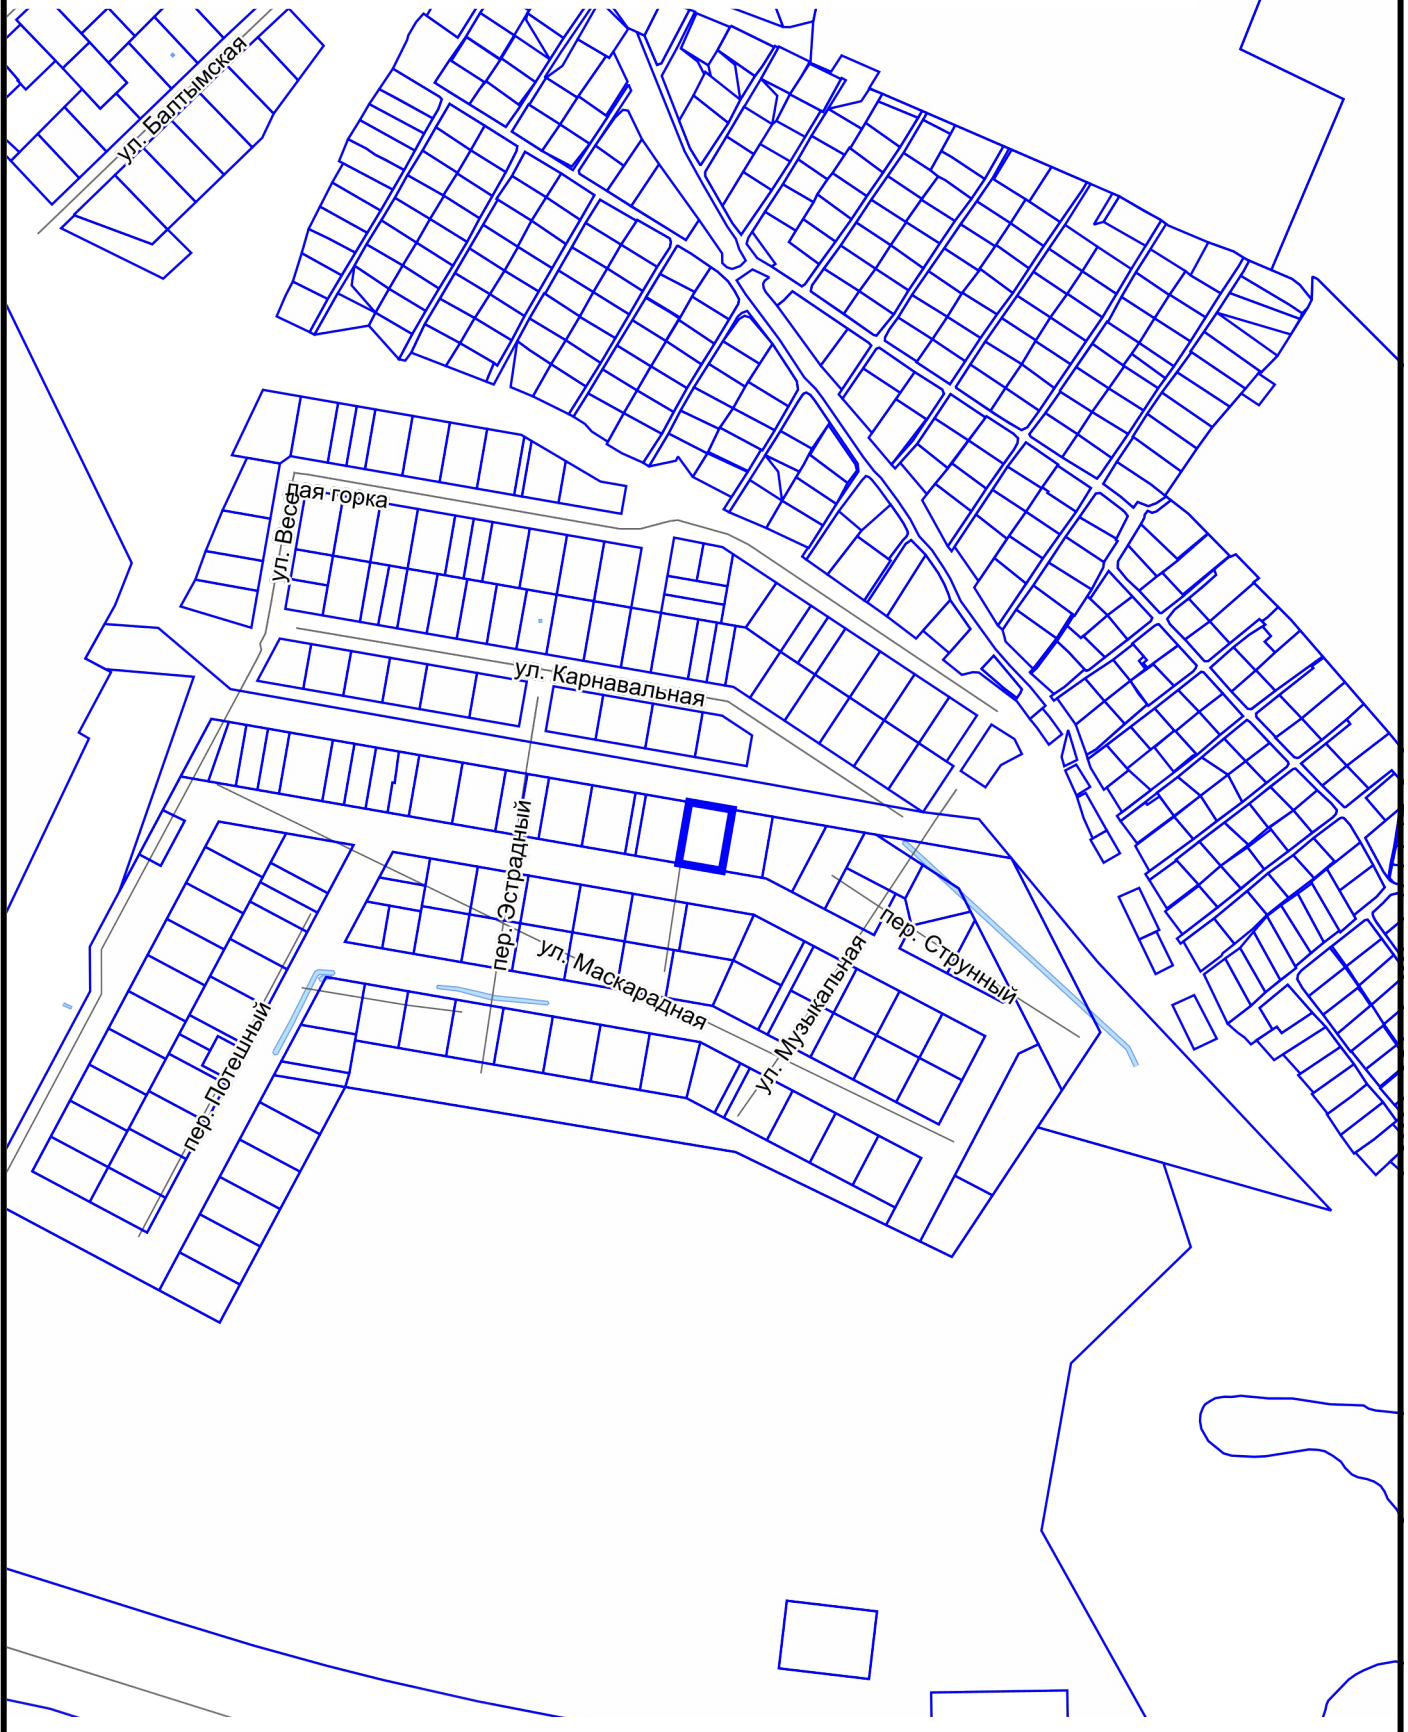 ул. Балтымская
лая горка
ул. Весе
ул. Карнавальная
пер. Эстрадный
ул. Маскарадная
пер. Струнный
ул. Музыкальная
пер. Потешный